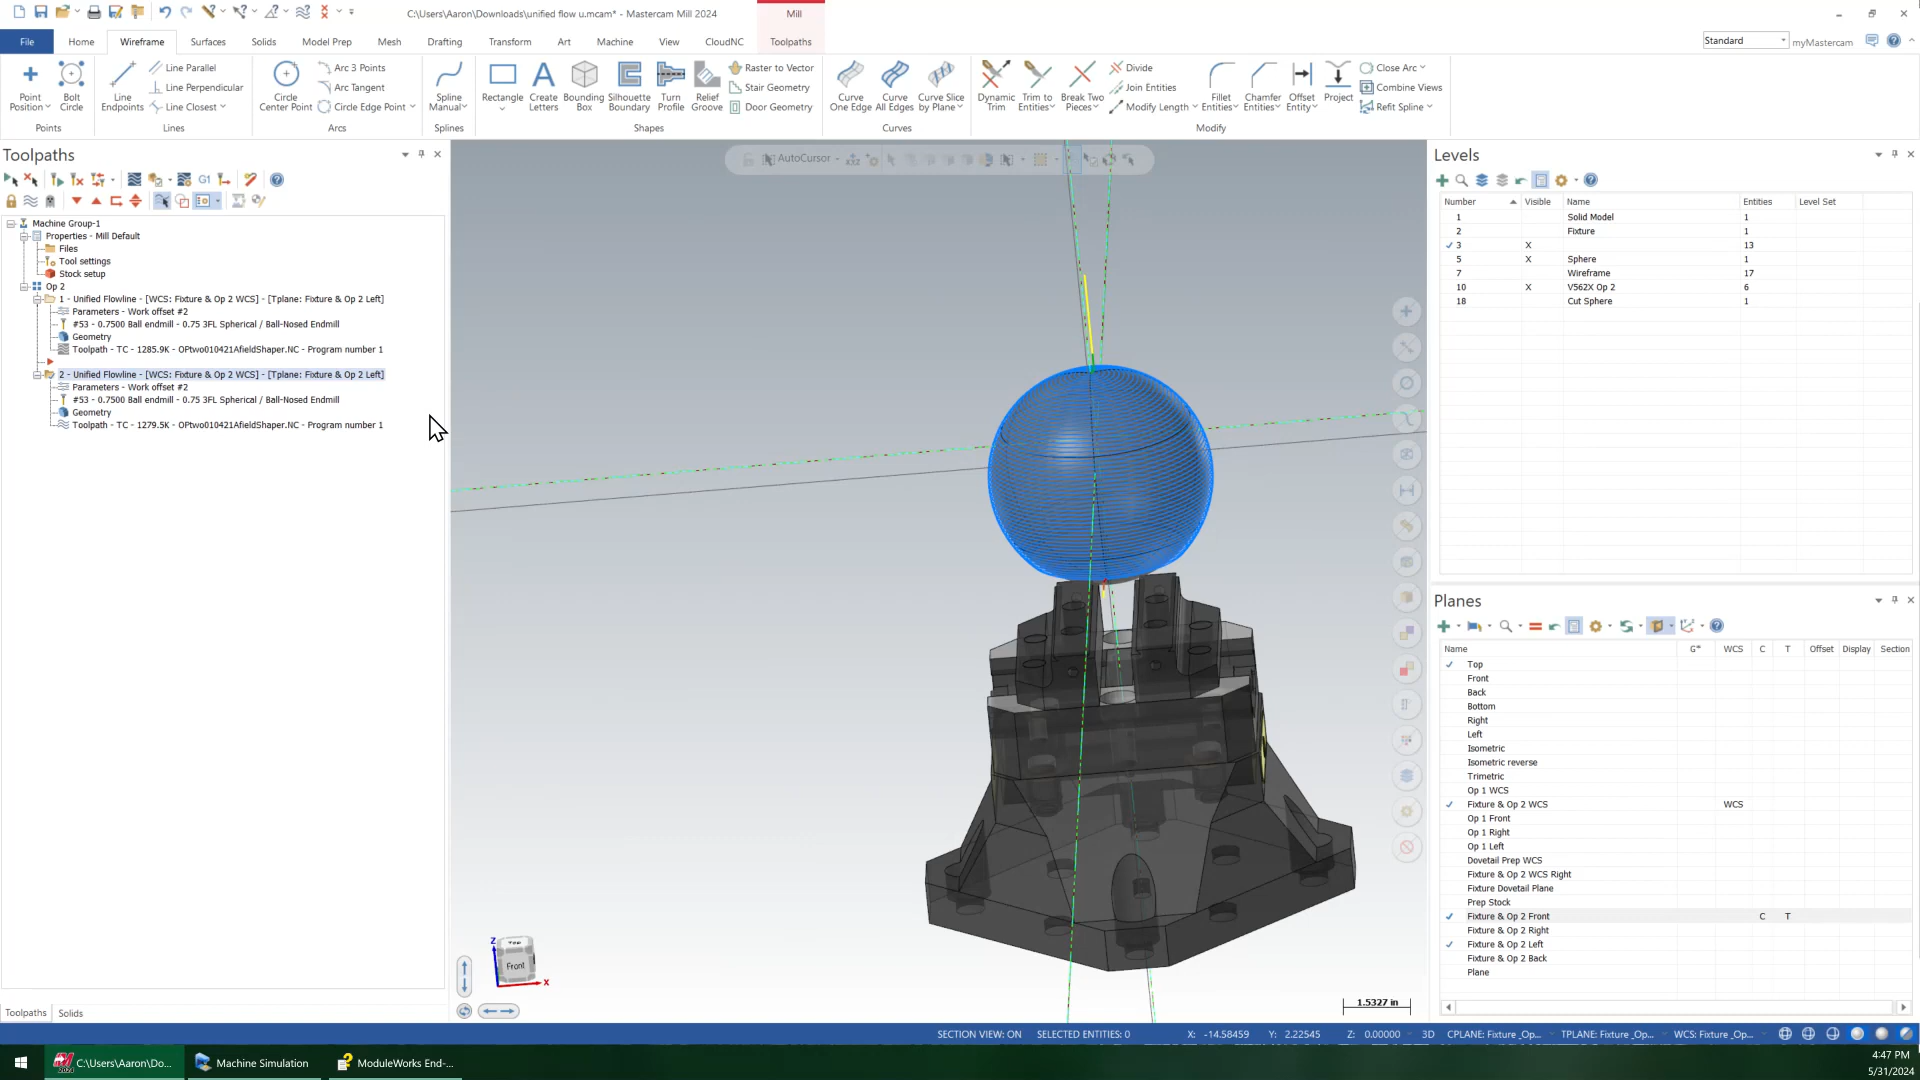 C:\Users\Aaron\Downloads\unified flow u.mcam* - Mastercam Mill 2024
Mill
File Home Wireframe Surfaces Solids Model Prep Mesh Drafting Transform Art Machine View CloudNC Toolpaths
Standard
myMastercam
Point Position
Bolt Circle
Points
Line Endpoints
Line Parallel
Line Perpendicular
Line Closest
Lines
Circle Center Point
Arc 3 Points
Arc Tangent
Circle Edge Point
Arcs
Spline Manual
Splines
Rectangle
Create Letters
Bounding Box
Silhouette Boundary
Turn Profile
Relief Groove
Raster to Vector
Stair Geometry
Door Geometry
Shapes
Curve One Edge
Curve All Edges
Curve Slice by Plane
Curves
Dynamic Trim
Trim to Entities
Break Two Pieces
Divide
Join Entities
Modify Length
Fillet Entities
Chamfer Entities
Offset Entity
Project
Close Arc
Combine Views
Refit Spline
Modify
Toolpaths
G1
Machine Group-1
Properties - Mill Default
Files
Tool settings
Stock setup
Op 2
1 - Unified Flowline - [WCS: Fixture & Op 2 WCS] - [Tplane: Fixture & Op 2 Left]
Parameters - Work offset #2
#53 - 0.7500 Ball endmill - 0.75 3FL Spherical / Ball-Nosed Endmill
Geometry
Toolpath - TC - 1285.9K - OPtwo010421AfieldShaper.NC - Program number 1
2 - Unified Flowline - [WCS: Fixture & Op 2 WCS] - [Tplane: Fixture & Op 2 Left]
Parameters - Work offset #2
#53 - 0.7500 Ball endmill - 0.75 3FL Spherical / Ball-Nosed Endmill
Geometry
Toolpath - TC - 1279.5K - OPtwo010421AfieldShaper.NC - Program number 1
Toolpaths Solids
AutoCursor
Front
Z
X
1.5327 in
Levels
Number Visible Name Entities Level Set
1 Solid Model 1
2 Fixture 1
3 X 13
5 X Sphere 1
7 Wireframe 17
10 X V562X Op 2 6
18 Cut Sphere 1
Planes
Name G WCS C T Offset Display Section
Top
Front
Back
Bottom
Right
Left
Isometric
Isometric reverse
Trimetric
Op 1 WCS
Fixture & Op 2 WCS WCS
Op 1 Front
Op 1 Right
Op 1 Left
Dovetail Prep WCS
Fixture & Op 2 WCS Right
Fixture Dovetail Plane
Prep Stock
Fixture & Op 2 Front C T
Fixture & Op 2 Right
Fixture & Op 2 Left
Fixture & Op 2 Back
Plane
SECTION VIEW: ON SELECTED ENTITIES: 0 X: -14.58459 Y: 2.22545 Z: 0.00000 3D CPLANE: Fixture _Op... TPLANE: Fixture _Op... WCS: Fixture _Op...
C:\Users\Aaron\Do... Machine Simulation ModuleWorks End-...
4:47 PM
5/31/2024